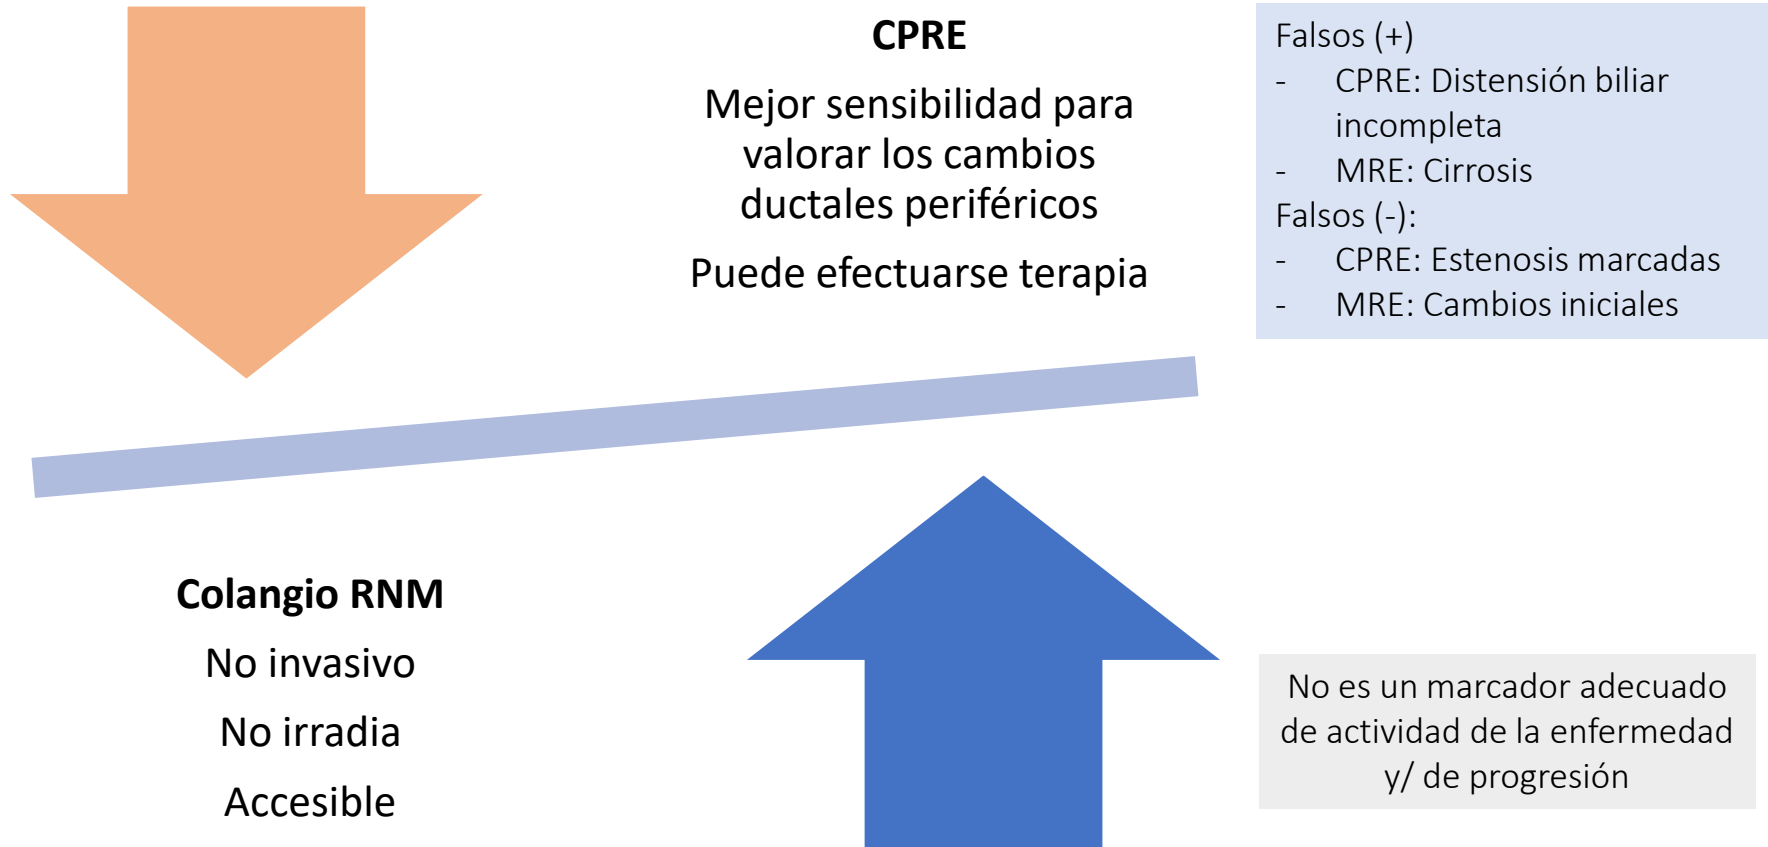 CPRE
Mejor sensibilidad para
valorar los cambios
ductales periféricos
Puede efectuarse terapia
Falsos (+)
- CPRE: Distensión biliar
incompleta
- MRE: Cirrosis
Falsos (-):
- CPRE: Estenosis marcadas
- MRE: Cambios iniciales
Colangio RNM
No invasivo
No irradia
Accesible
No es un marcador adecuado
de actividad de la enfermedad
y/ de progresión